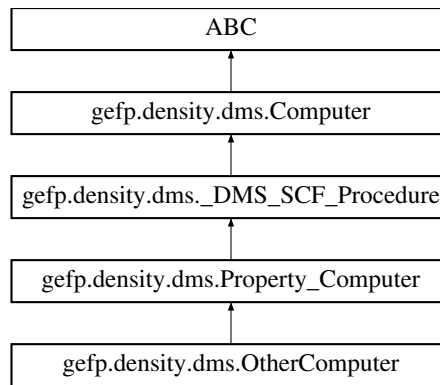 ABC
gefp.density.dms.Computer
gefp.density.dms._DMS_SCF_Procedure
gefp.density.dms.Property_Computer
gefp.density.dms.OtherComputer